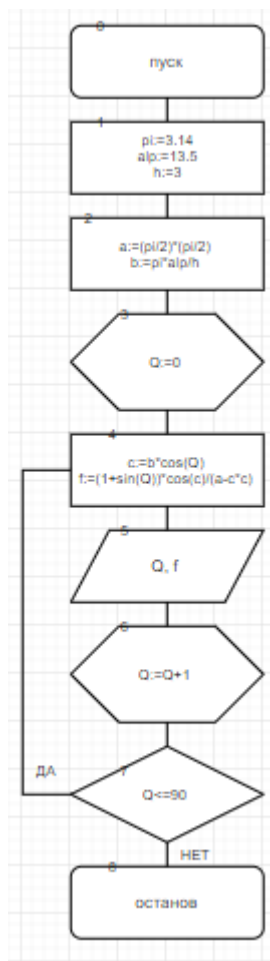 0
пуск
1
pi:=3.14
alp:=13.5
h:=3
2
a:=(pi/2)*(pi/2)
b:=pi*alp/h
3
Q:=0
4
c:=b*cos(Q)
f:=(1+sin(Q))*cos(c)/(a-c*c)
5
Q, f
6
Q:=Q+1
ДА
7
Q<=90
НЕТ
8
останов